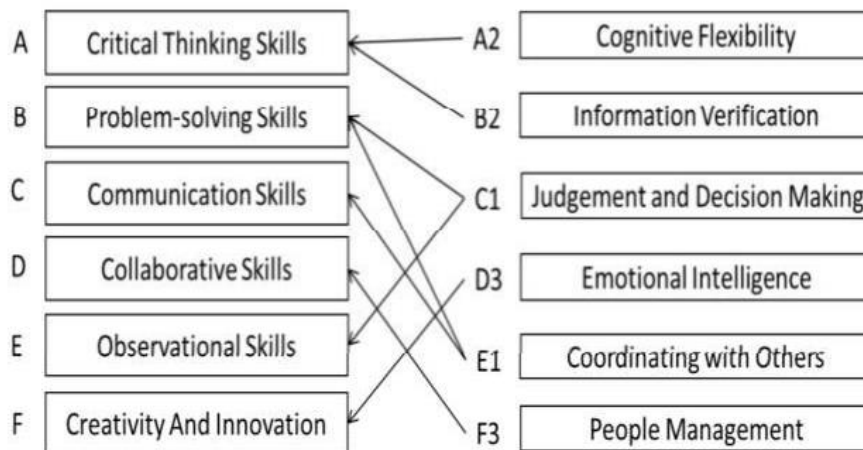 A Critical Thinking Skills A2 Cognitive Flexibility
B Problem-solving Skills B2 Information Verification
C Communication Skills C1 Judgement and Decision Making
D Collaborative Skills D3 Emotional Intelligence
E Observational Skills E1 Coordinating with Others
F Creativity And Innovation F3 People Management